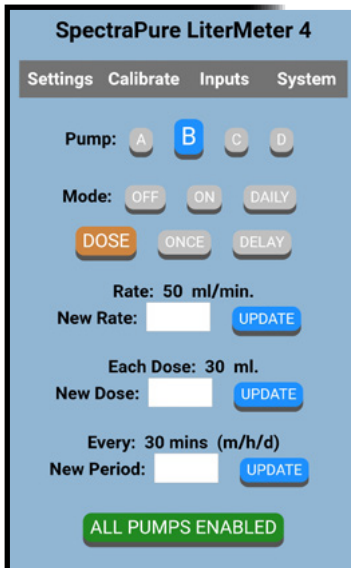 SpectraPure LiterMeter 4
Settings Calibrate Inputs System
Pump: A B C D
Mode: OFF ON DAILY
DOSE ONCE DELAY
Rate: 50 ml/min.
New Rate: UPDATE
Each Dose: 30 ml.
New Dose: UPDATE
Every: 30 mins (m/h/d)
New Period: UPDATE
ALL PUMPS ENABLED